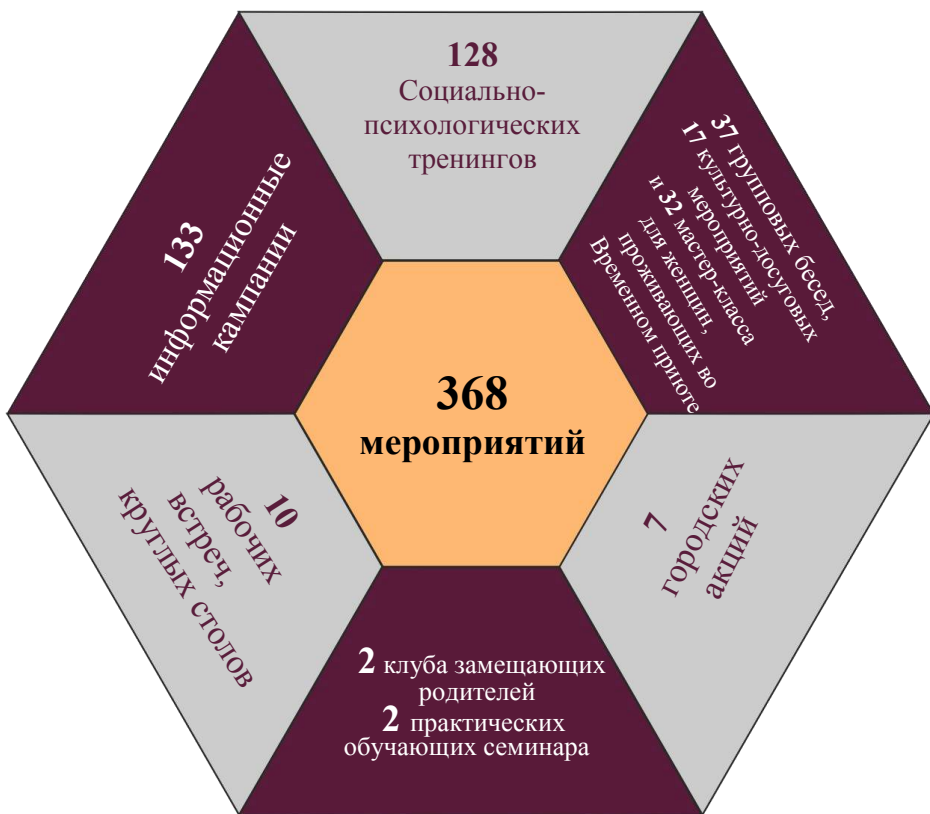 128
Социально-
психологических
тренингов
37 групповых бесед,
17 культурно-досуговых
мероприятий
и 32 мастер-класса
для женщин,
проживающих во
Временном приюте
133
информационные
кампании
368
мероприятий
10
рабочих
встреч,
круглых столов
7
городских
акций
2 клуба замещающих
родителей
2 практических
обучающих семинара